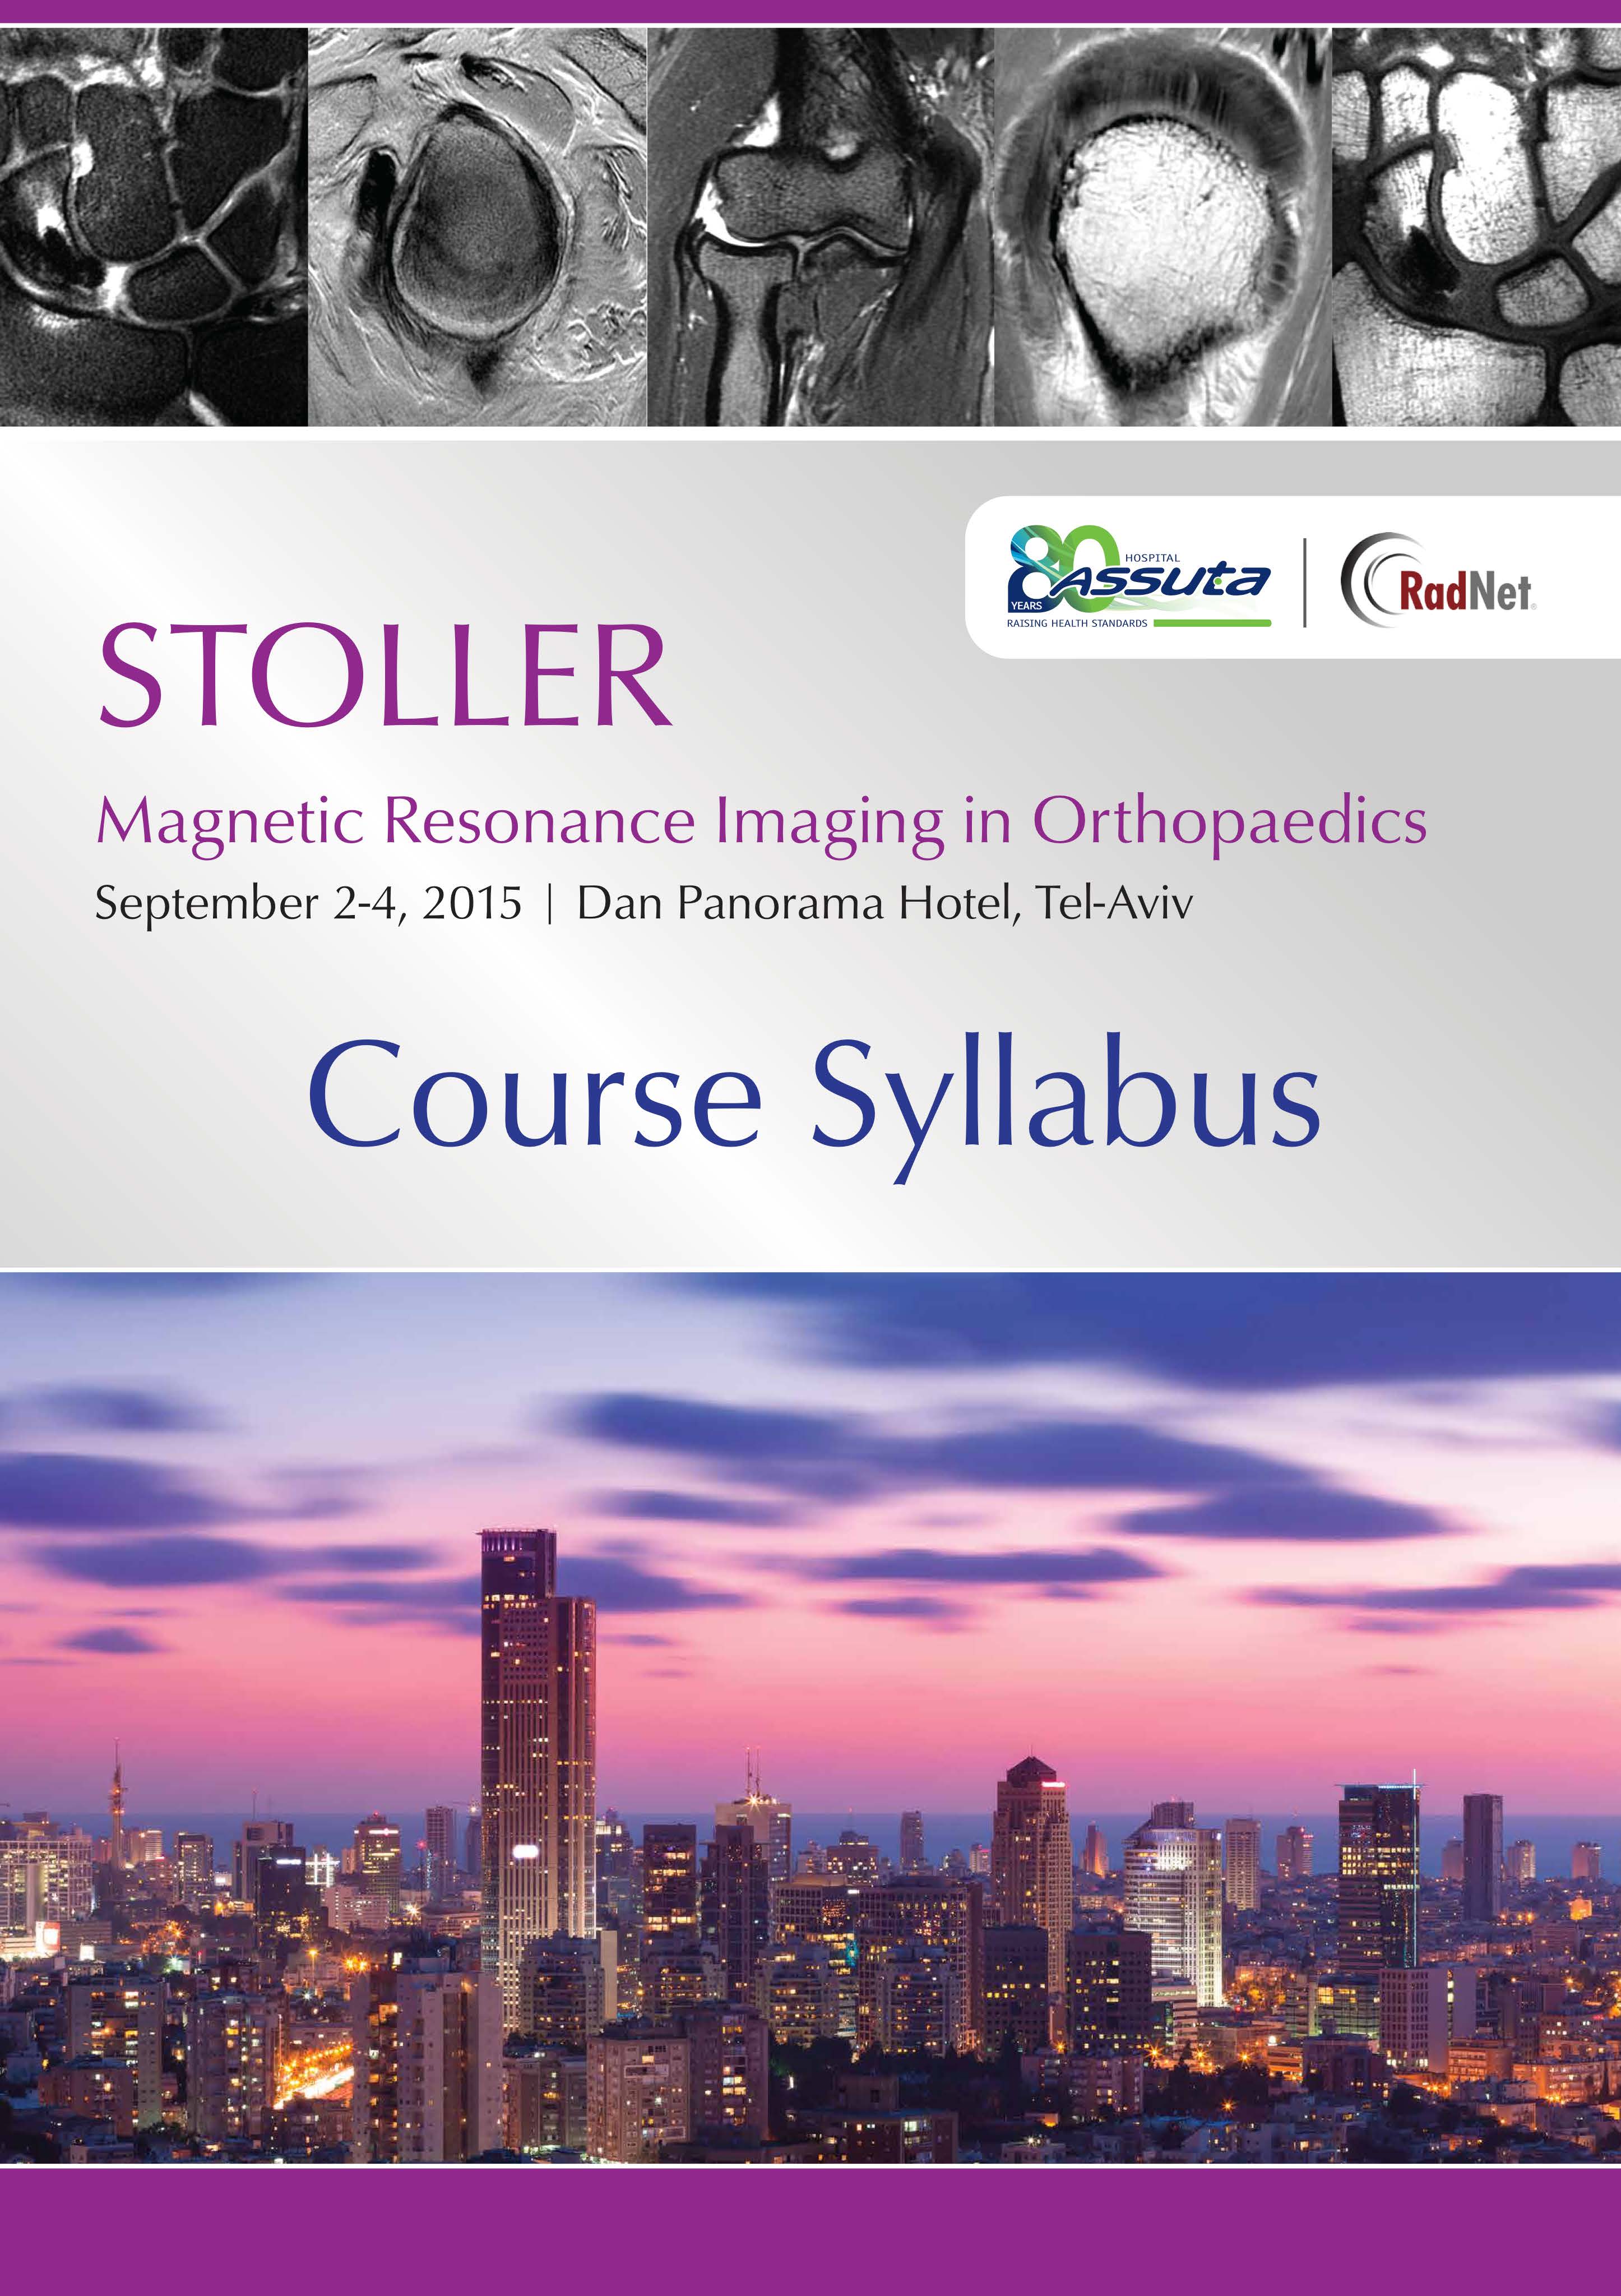 80 YEARS
HOSPITAL
Assuta
RAISING HEALTH STANDARDS
RadNet
STOLLER
Magnetic Resonance Imaging in Orthopaedics
September 2-4, 2015 | Dan Panorama Hotel, Tel-Aviv
Course Syllabus